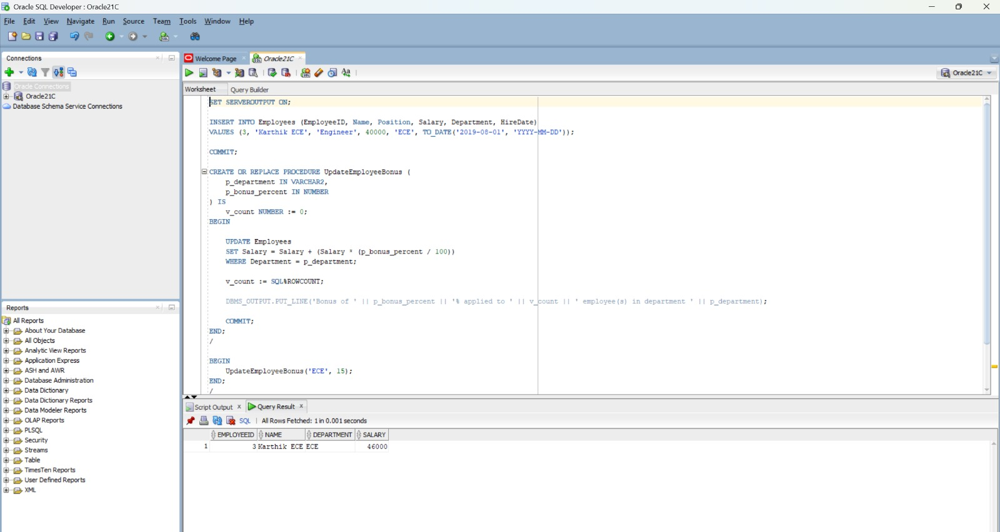 Oracle SQL Developer : Oracle21C
File Edit View Navigate Run Source Team Tools Window Help
Connections
Oracle Connections
Oracle21C
Database Schema Service Connections
Reports
All Reports
About Your Database
All Objects
Analytic View Reports
Application Express
ASH and AWR
Database Administration
Data Dictionary
Data Dictionary Reports
Data Modeler Reports
OLAP Reports
PLSQL
Security
Streams
Table
TimesTen Reports
User Defined Reports
XML
Welcome Page Oracle21C
Oracle21C
Worksheet Query Builder
SET SERVEROUTPUT ON;
INSERT INTO Employees (EmployeeID, Name, Position, Salary, Department, HireDate)
VALUES (3, 'Karthik ECE', 'Engineer', 40000, 'ECE', TO_DATE('2019-08-01', 'YYYY-MM-DD'));
COMMIT;
CREATE OR REPLACE PROCEDURE UpdateEmployeeBonus (
p_department IN VARCHAR2,
p_bonus_percent IN NUMBER
) IS
v_count NUMBER := 0;
BEGIN
UPDATE Employees
SET Salary = Salary + (Salary * (p_bonus_percent / 100))
WHERE Department = p_department;
v_count := SQL%ROWCOUNT;
DBMS_OUTPUT.PUT_LINE('Bonus of ' || p_bonus_percent || '% applied to ' || v_count || ' employee(s) in department ' || p_department);
COMMIT;
END;
/
BEGIN
UpdateEmployeeBonus('ECE', 15);
END;
/
Script Output Query Result
SQL | All Rows Fetched: 1 in 0.001 seconds
EMPLOYEEID NAME DEPARTMENT SALARY
1 3 Karthik ECE ECE 46000